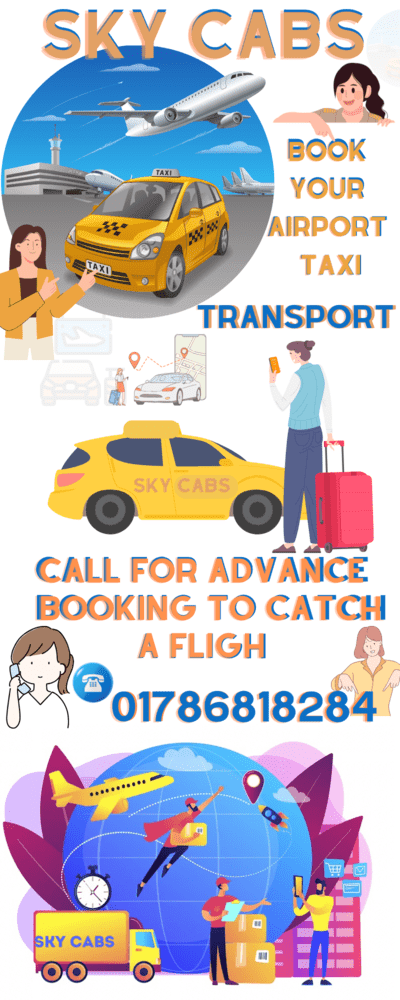 SKY CABS
TAXI
TAXI
BOOK
YOUR
AIRPORT
TAXI
TRANSPORT
SKY CABS
CALL FOR ADVANCE
BOOKING TO CATCH
A FLIGH
01786818284
SKY CABS